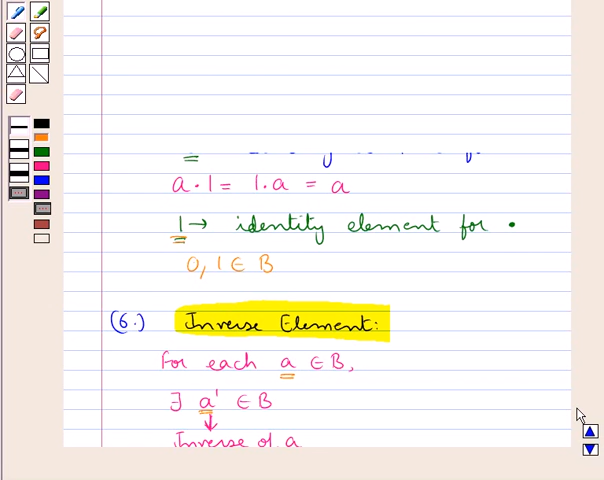 a · 1 = 1 · a = a
1 → identity element for ·
0, 1 ∈ B
(6.) Inverse Element:
For each a ∈ B,
∃ a' ∈ B
↓
Inverse of a